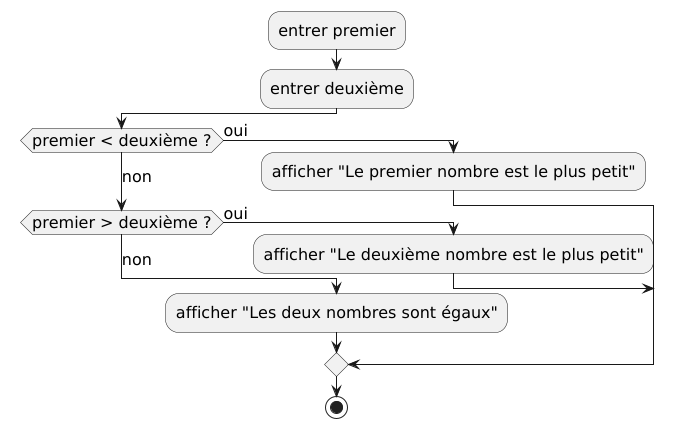 entrer premier
entrer deuxième
premier < deuxième ?
oui
afficher "Le premier nombre est le plus petit"
non
premier > deuxième ?
oui
afficher "Le deuxième nombre est le plus petit"
non
afficher "Les deux nombres sont égaux"